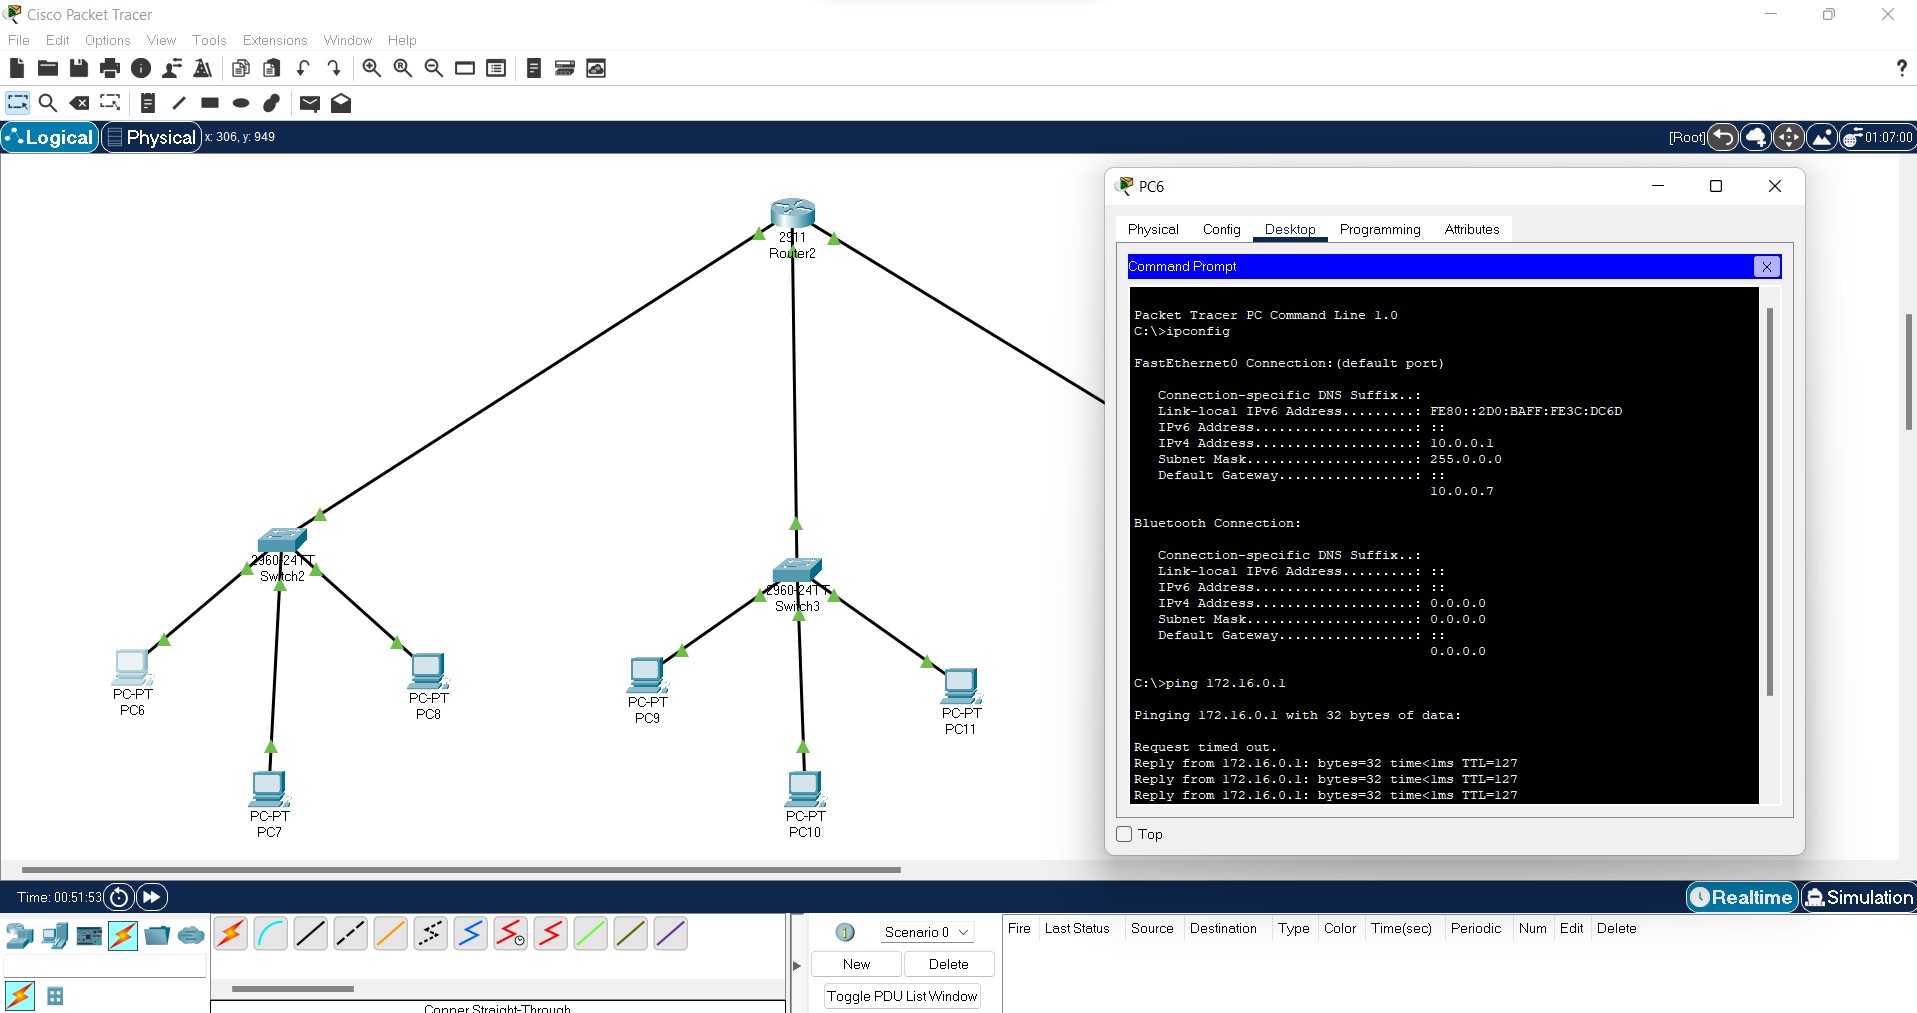 Cisco Packet Tracer
File Edit Options View Tools Extensions Window Help
Logical Physical x: 306, y: 949 [Root] 01:07:00
2911
Router2
2960-24TT
Switch2
2960-24TT
Switch3
PC-PT
PC6
PC-PT
PC8
PC-PT
PC9
PC-PT
PC11
PC-PT
PC7
PC-PT
PC10
PC6
Physical Config Desktop Programming Attributes
Command Prompt X
Packet Tracer PC Command Line 1.0
C:\>ipconfig
FastEthernet0 Connection:(default port)
Connection-specific DNS Suffix..:
Link-local IPv6 Address.........: FE80::2D0:BAFF:FE3C:DC6D
IPv6 Address....................: ::
IPv4 Address....................: 10.0.0.1
Subnet Mask.....................: 255.0.0.0
Default Gateway.................: ::
10.0.0.7
Bluetooth Connection:
Connection-specific DNS Suffix..:
Link-local IPv6 Address.........: ::
IPv6 Address....................: ::
IPv4 Address....................: 0.0.0.0
Subnet Mask.....................: 0.0.0.0
Default Gateway.................: ::
0.0.0.0
C:\>ping 172.16.0.1
Pinging 172.16.0.1 with 32 bytes of data:
Request timed out.
Reply from 172.16.0.1: bytes=32 time<1ms TTL=127
Reply from 172.16.0.1: bytes=32 time<1ms TTL=127
Reply from 172.16.0.1: bytes=32 time<1ms TTL=127
Top
Time: 00:51:53 Realtime Simulation
Scenario 0
New Delete
Toggle PDU List Window
Fire Last Status Source Destination Type Color Time(sec) Periodic Num Edit Delete
Copper Straight-Through